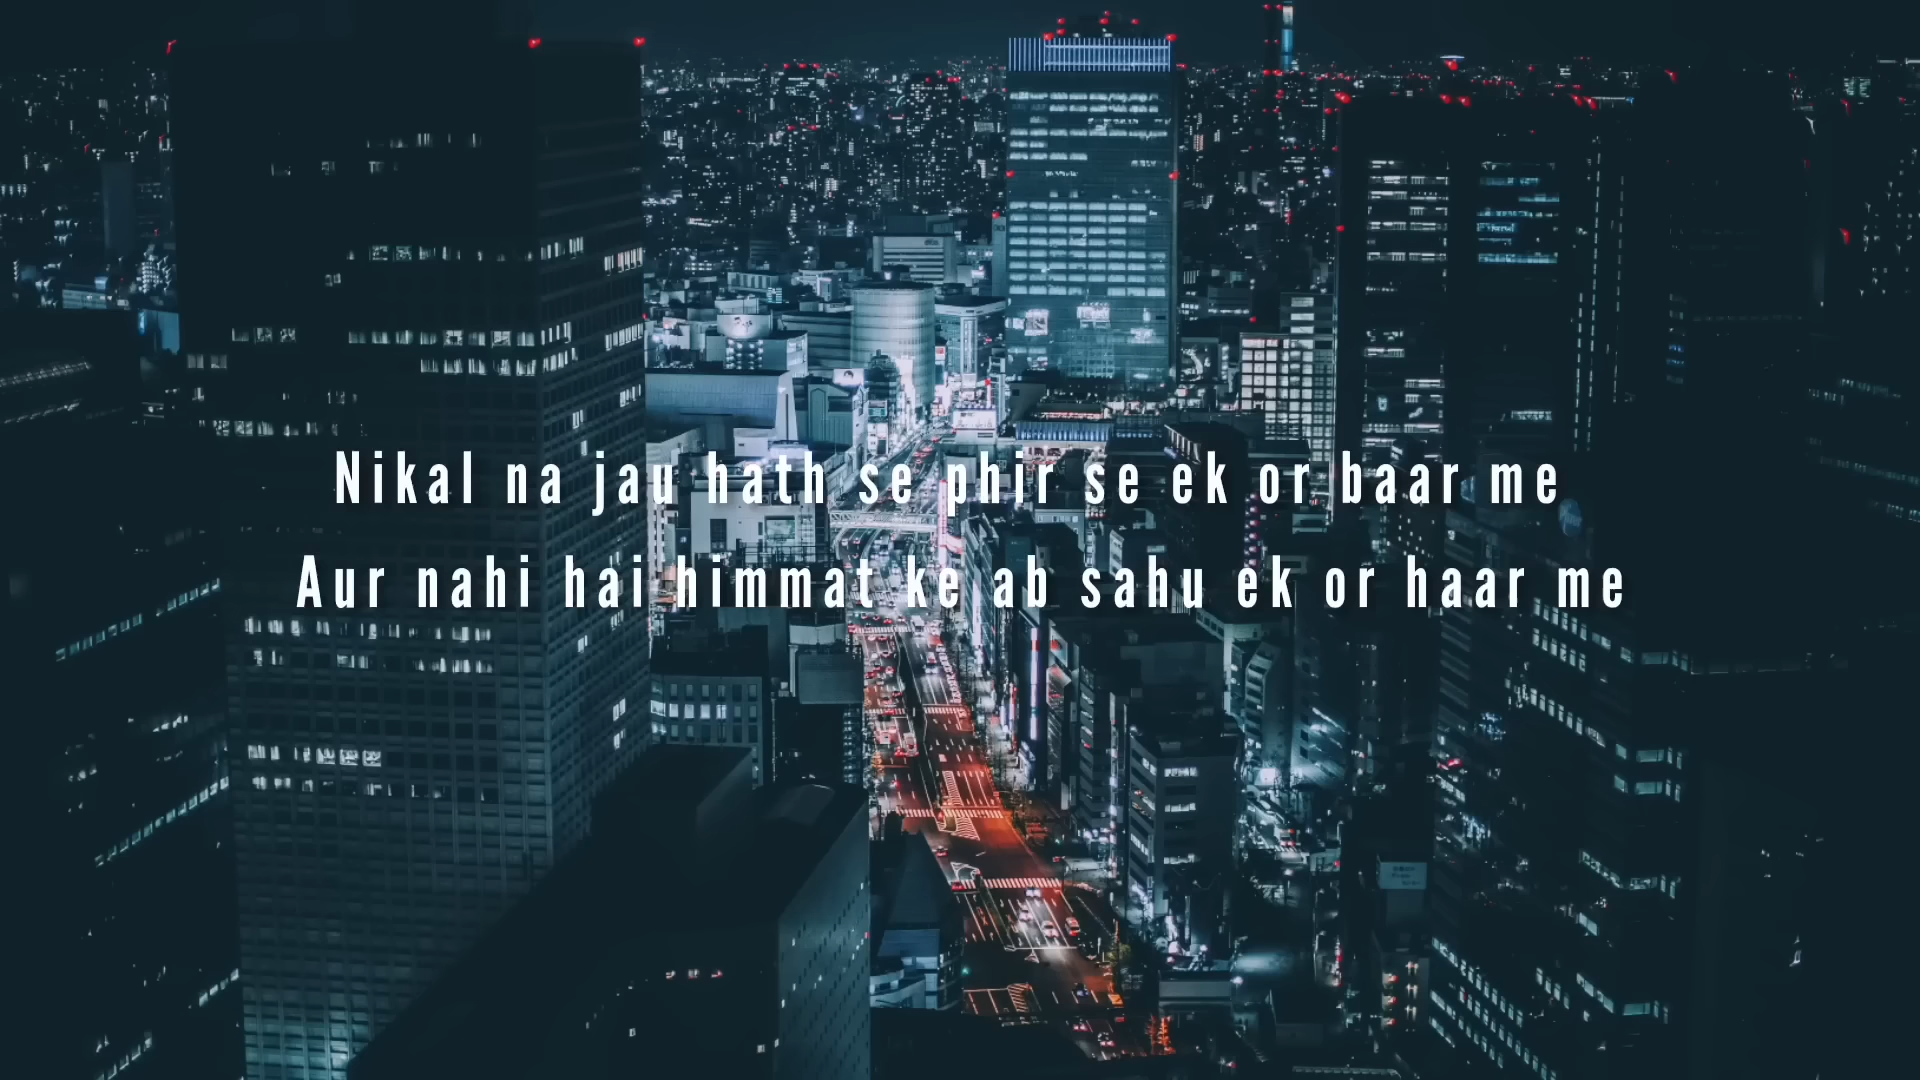 Nikal na jau hath se phir se ek or baar me
Aur nahi hai himmat ke ab sahu ek or haar me